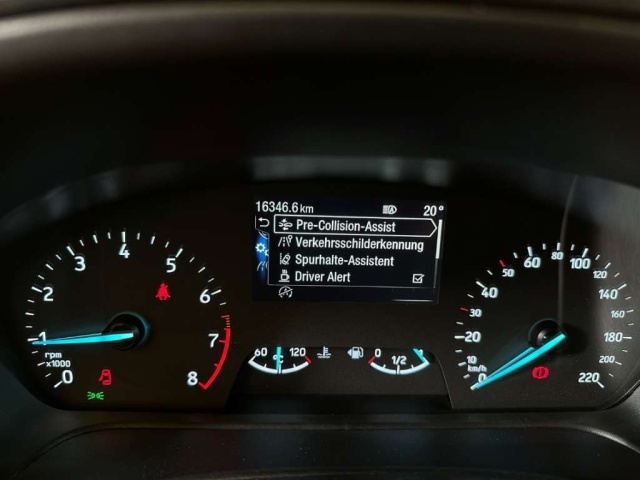 16346.6 km 20°
Pre-Collision-Assist
Verkehrsschilderkennung
Spurhalte-Assistent
Driver Alert
0 1 2 3 4 5 6 7 8
rpm
x1000
60 °C 120
0 1/2
0 10 20 30 40 50 60 80 100 120 140 160 180 200 220
km/h